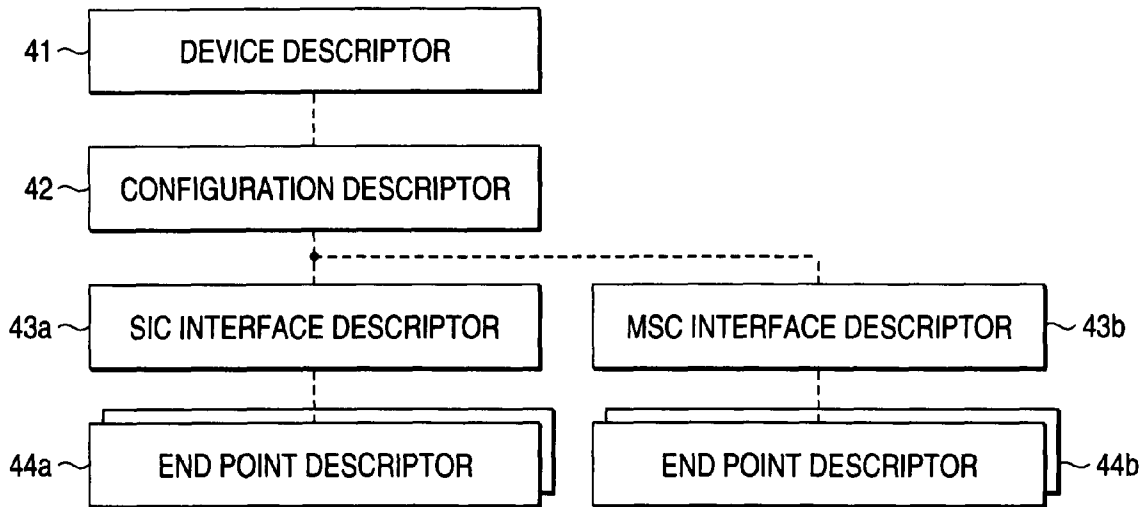 41 DEVICE DESCRIPTOR
42 CONFIGURATION DESCRIPTOR
43a SIC INTERFACE DESCRIPTOR MSC INTERFACE DESCRIPTOR 43b
44a END POINT DESCRIPTOR END POINT DESCRIPTOR 44b